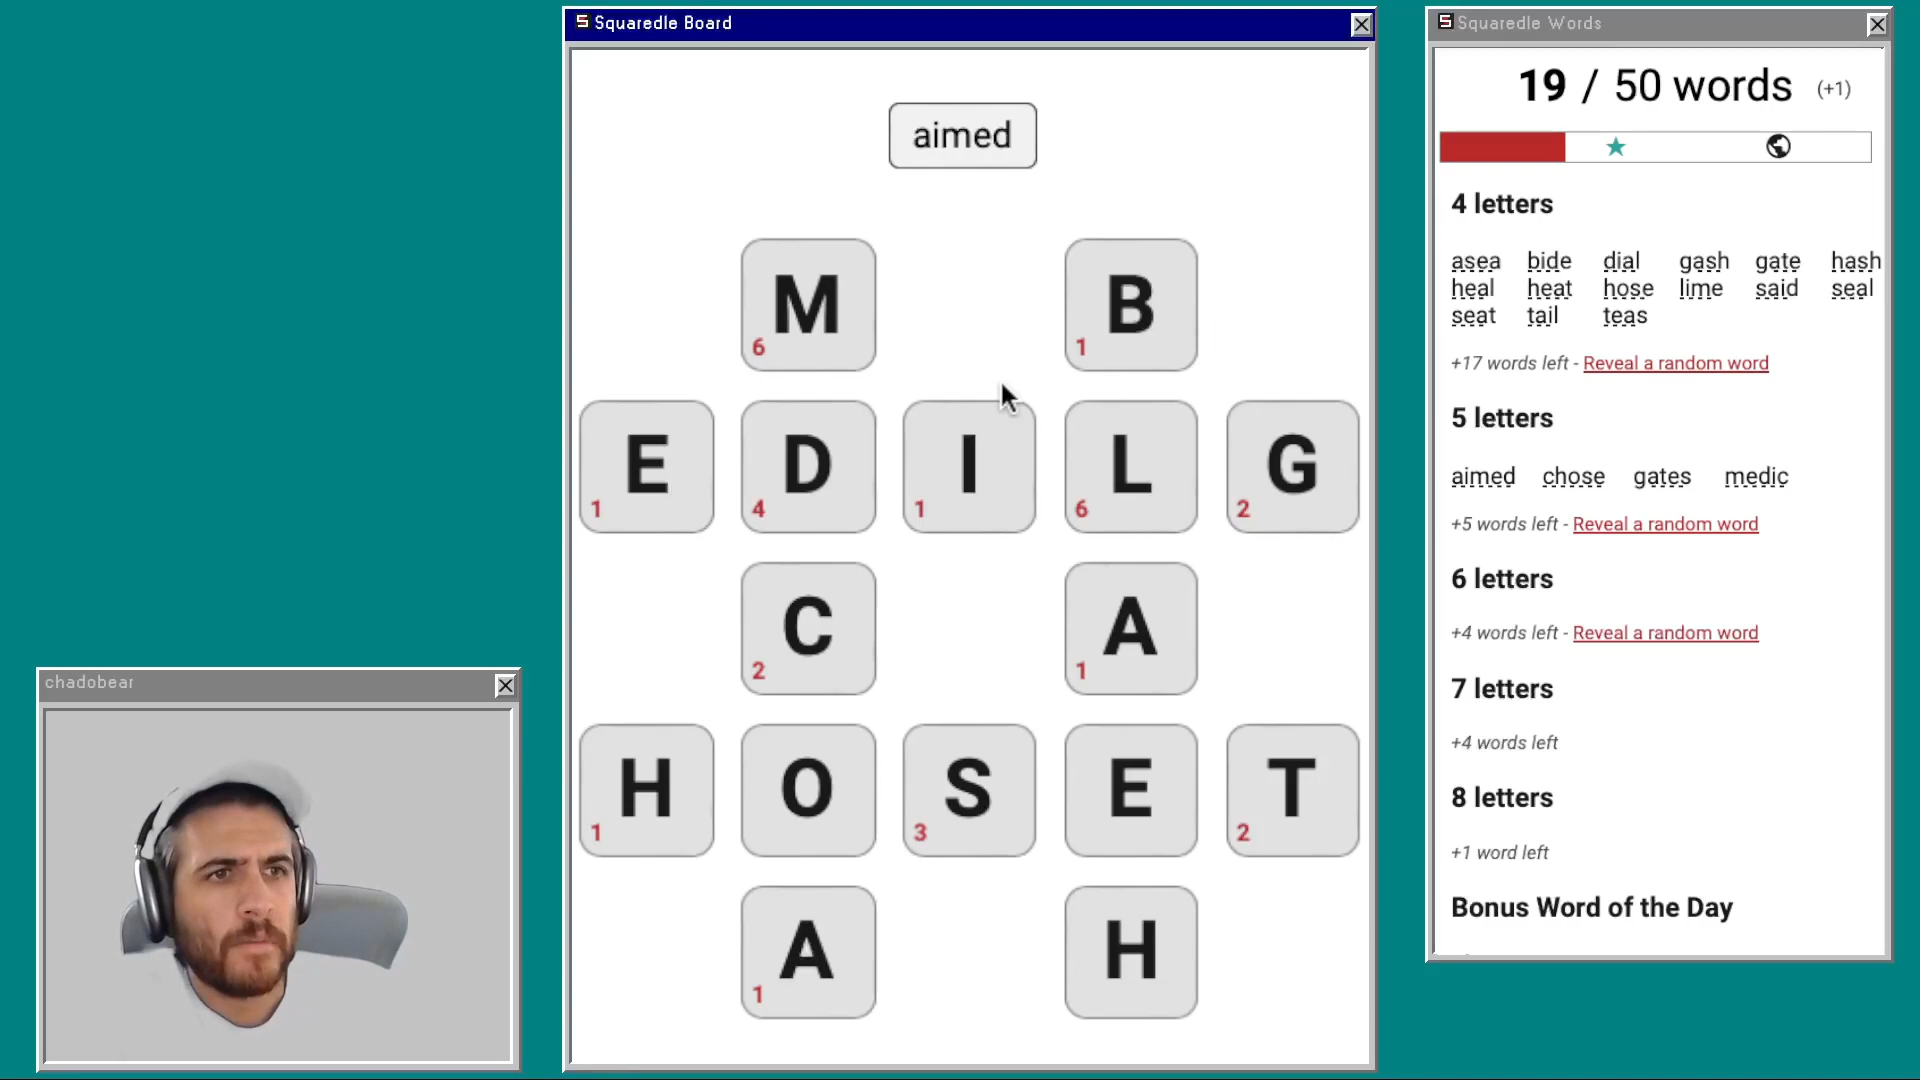 Squaredle Board
Squaredle Words
19 / 50 words (+1)
aimed
4 letters
asea bide dial gash gate hash
heal heat hose lime said seal
seat tail teas
+17 words left - Reveal a random word
5 letters
aimed chose gates medic
+5 words left - Reveal a random word
6 letters
+4 words left - Reveal a random word
7 letters
+4 words left
8 letters
+1 word left
Bonus Word of the Day
M 6 B 1
E 1 D 4 I 1 L 6 G 2
C 2 A 1
H 1 O S 3 E T 2
A 1 H
chadobear